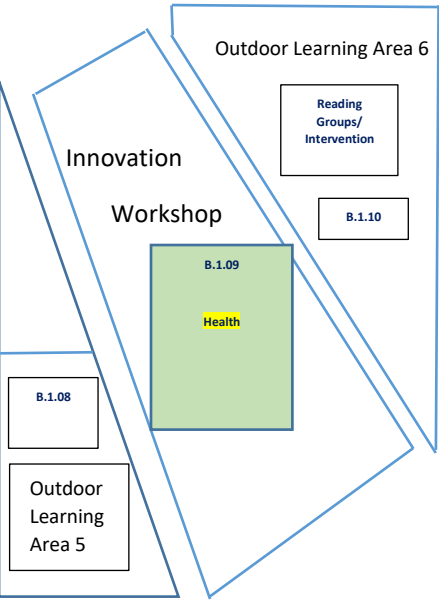 Outdoor Learning Area 6
Reading
Groups/
Intervention
Innovation
Workshop
B.1.10
B.1.09
Health
B.1.08
Outdoor
Learning
Area 5